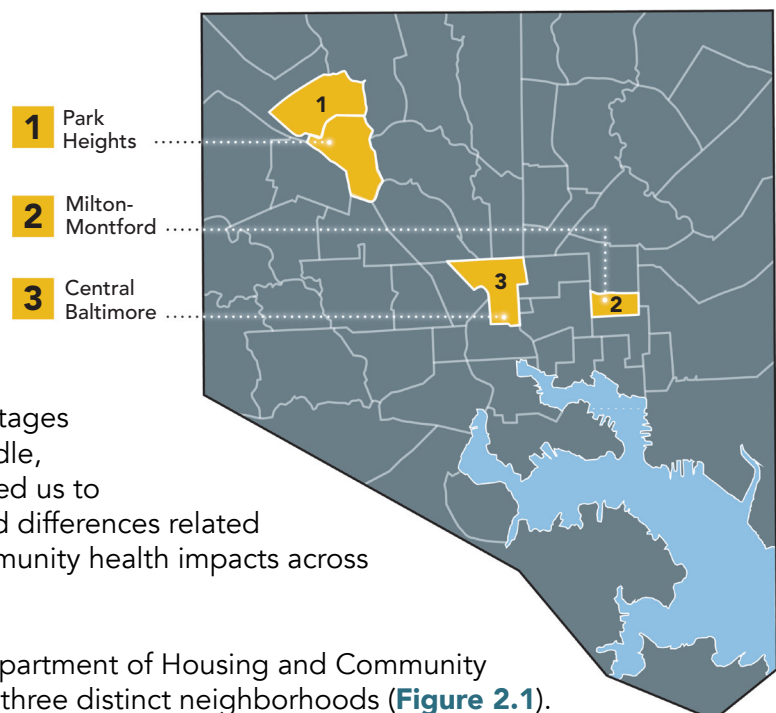 1 Park
Heights
2 Milton-
Montford
3 Central
Baltimore
1
3
2
tages
dle,
ed us to
d differences related
munity health impacts across
partment of Housing and Community
three distinct neighborhoods (Figure 2.1).